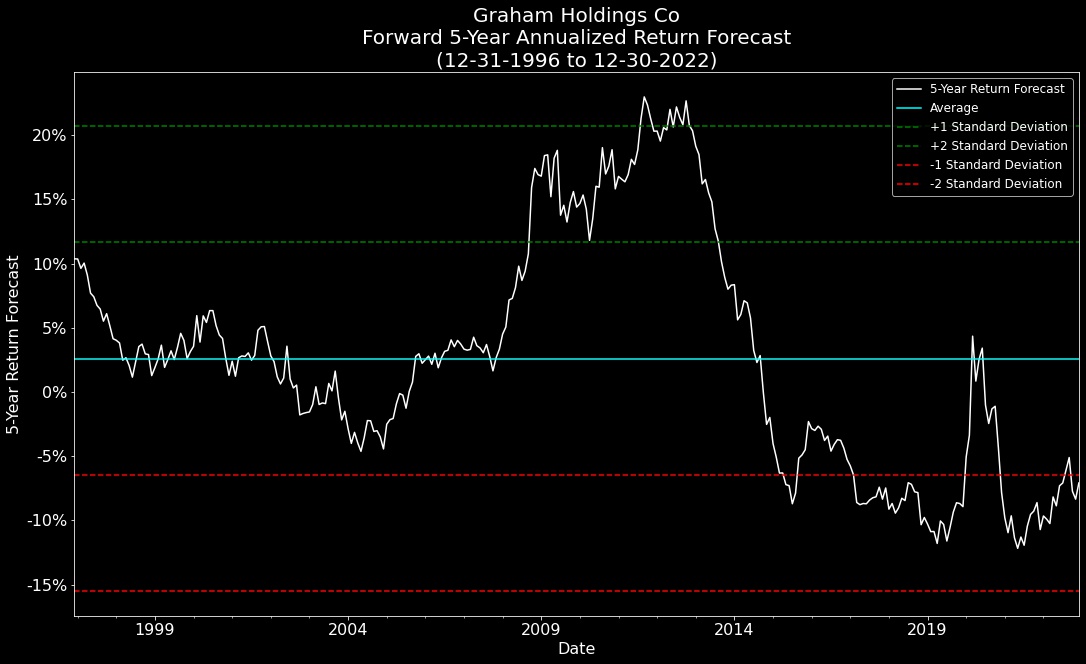 Graham Holdings Co
Forward 5-Year Annualized Return Forecast
(12-31-1996 to 12-30-2022)
5-Year Return Forecast
Average
+1 Standard Deviation
+2 Standard Deviation
-1 Standard Deviation
-2 Standard Deviation
5-Year Return Forecast
20%
15%
10%
5%
0%
-5%
-10%
-15%
1999 2004 2009 2014 2019
Date